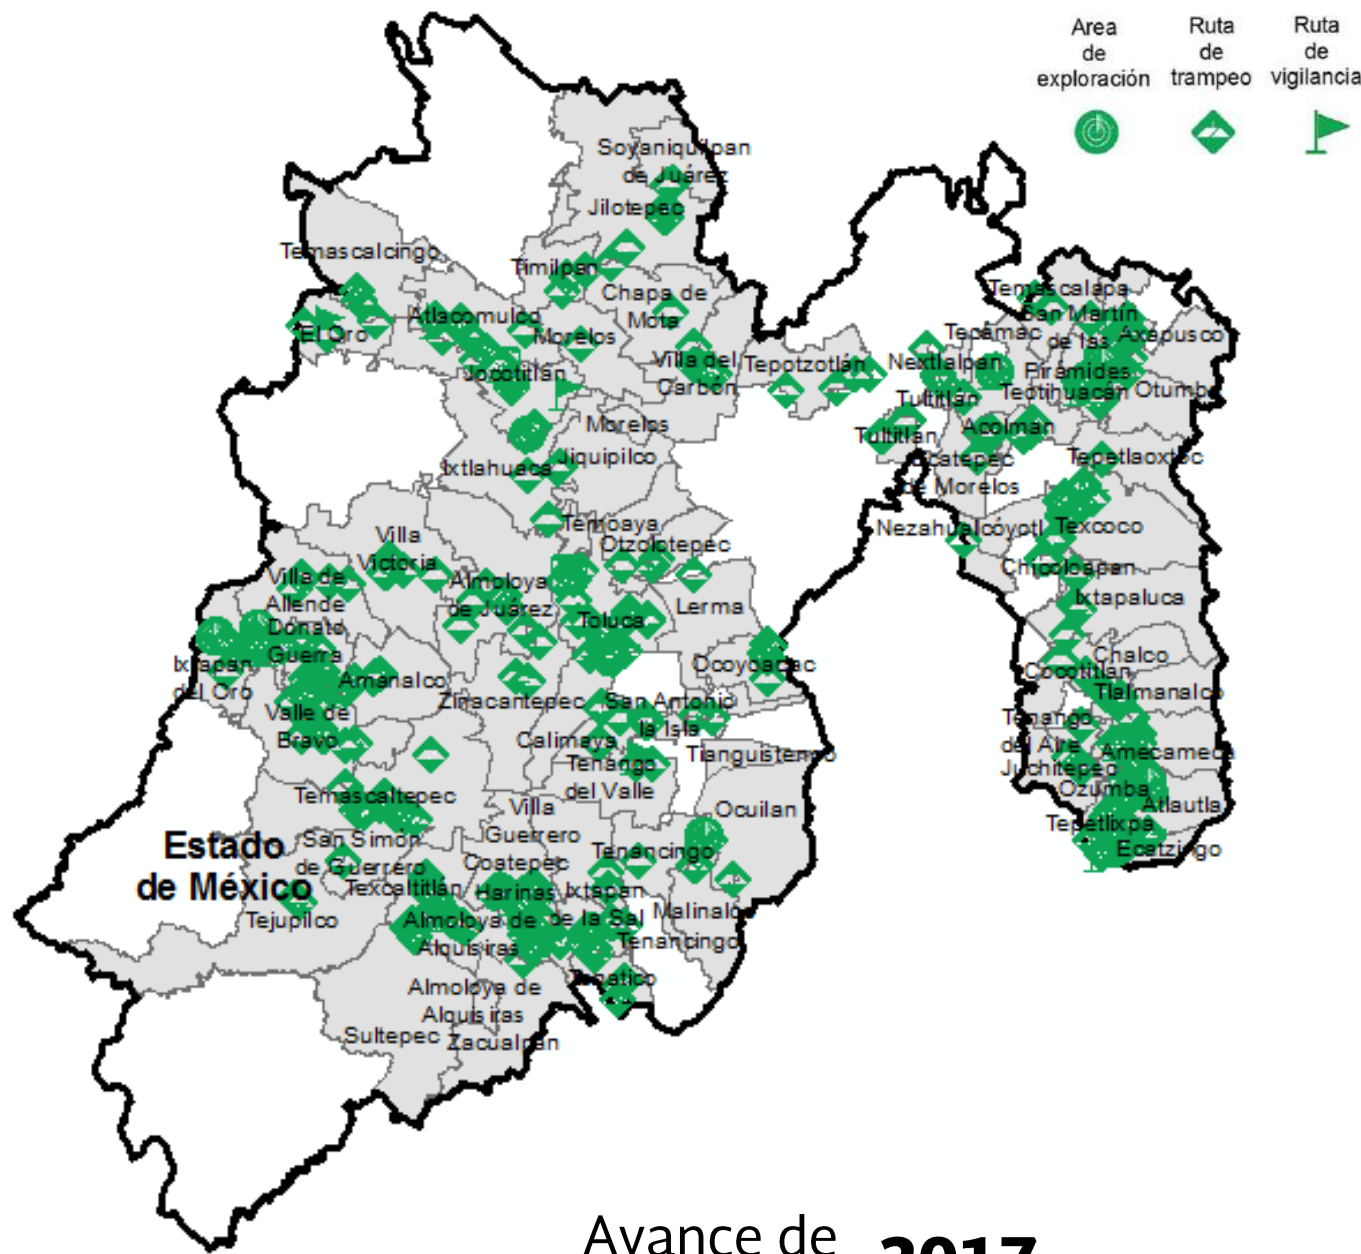 Area
de
exploración
Ruta
de
trampeo
Ruta
de
vigilancia
Soyaniquilpan
de Juárez
Jilotepec
Temascalcingo
Timilpan
Chapa de
Mota
El Oro
Atlacomulco
Morelos
Villa del
Carbón
Jocotitlán
Morelos
Ixtlahuaca
Jiquipilco
Temoaya
Otzolotepec
Tepotzotlán
Nextlalpan
Tecámac
Temascalapa
San Martín
de las
Pirámides
Axapusco
Teotihuacán
Otumba
Tultitlán
Tultitlán
Acolman
Ecatepec
de Morelos
Tepetlaoxtoc
Nezahualcóyotl
Texcoco
Chicoloapan
Ixtapaluca
Chalco
Cocotitlán
Tlalmanalco
Tenango
del Aire
Juchitepec
Amecameca
Ozumba
Atlautla
Tepetlixpa
Ecatzingo
Villa
Victoria
Villa de
Allende
Donato
Guerra
Almoloya
de Juárez
Toluca
Lerma
Ocoyoacac
Ixtapan
del Oro
Amanalco
Zinacantepec
San Antonio
la Isla
Valle de
Bravo
Calimaya
Tenango
del Valle
Tianguistenco
Temascaltepec
Villa
Guerrero
Ocuilan
Estado
de México
San Simón
de Guerrero
Coatepec
Harinas
Tenancingo
Texcaltitlán
Ixtapan
de la Sal
Malinalco
Tejupilco
Almoloya de
Alquisiras
Tenancingo
Tonatico
Almoloya de
Alquisiras
Sultepec
Zacualpan
Avance de
2017